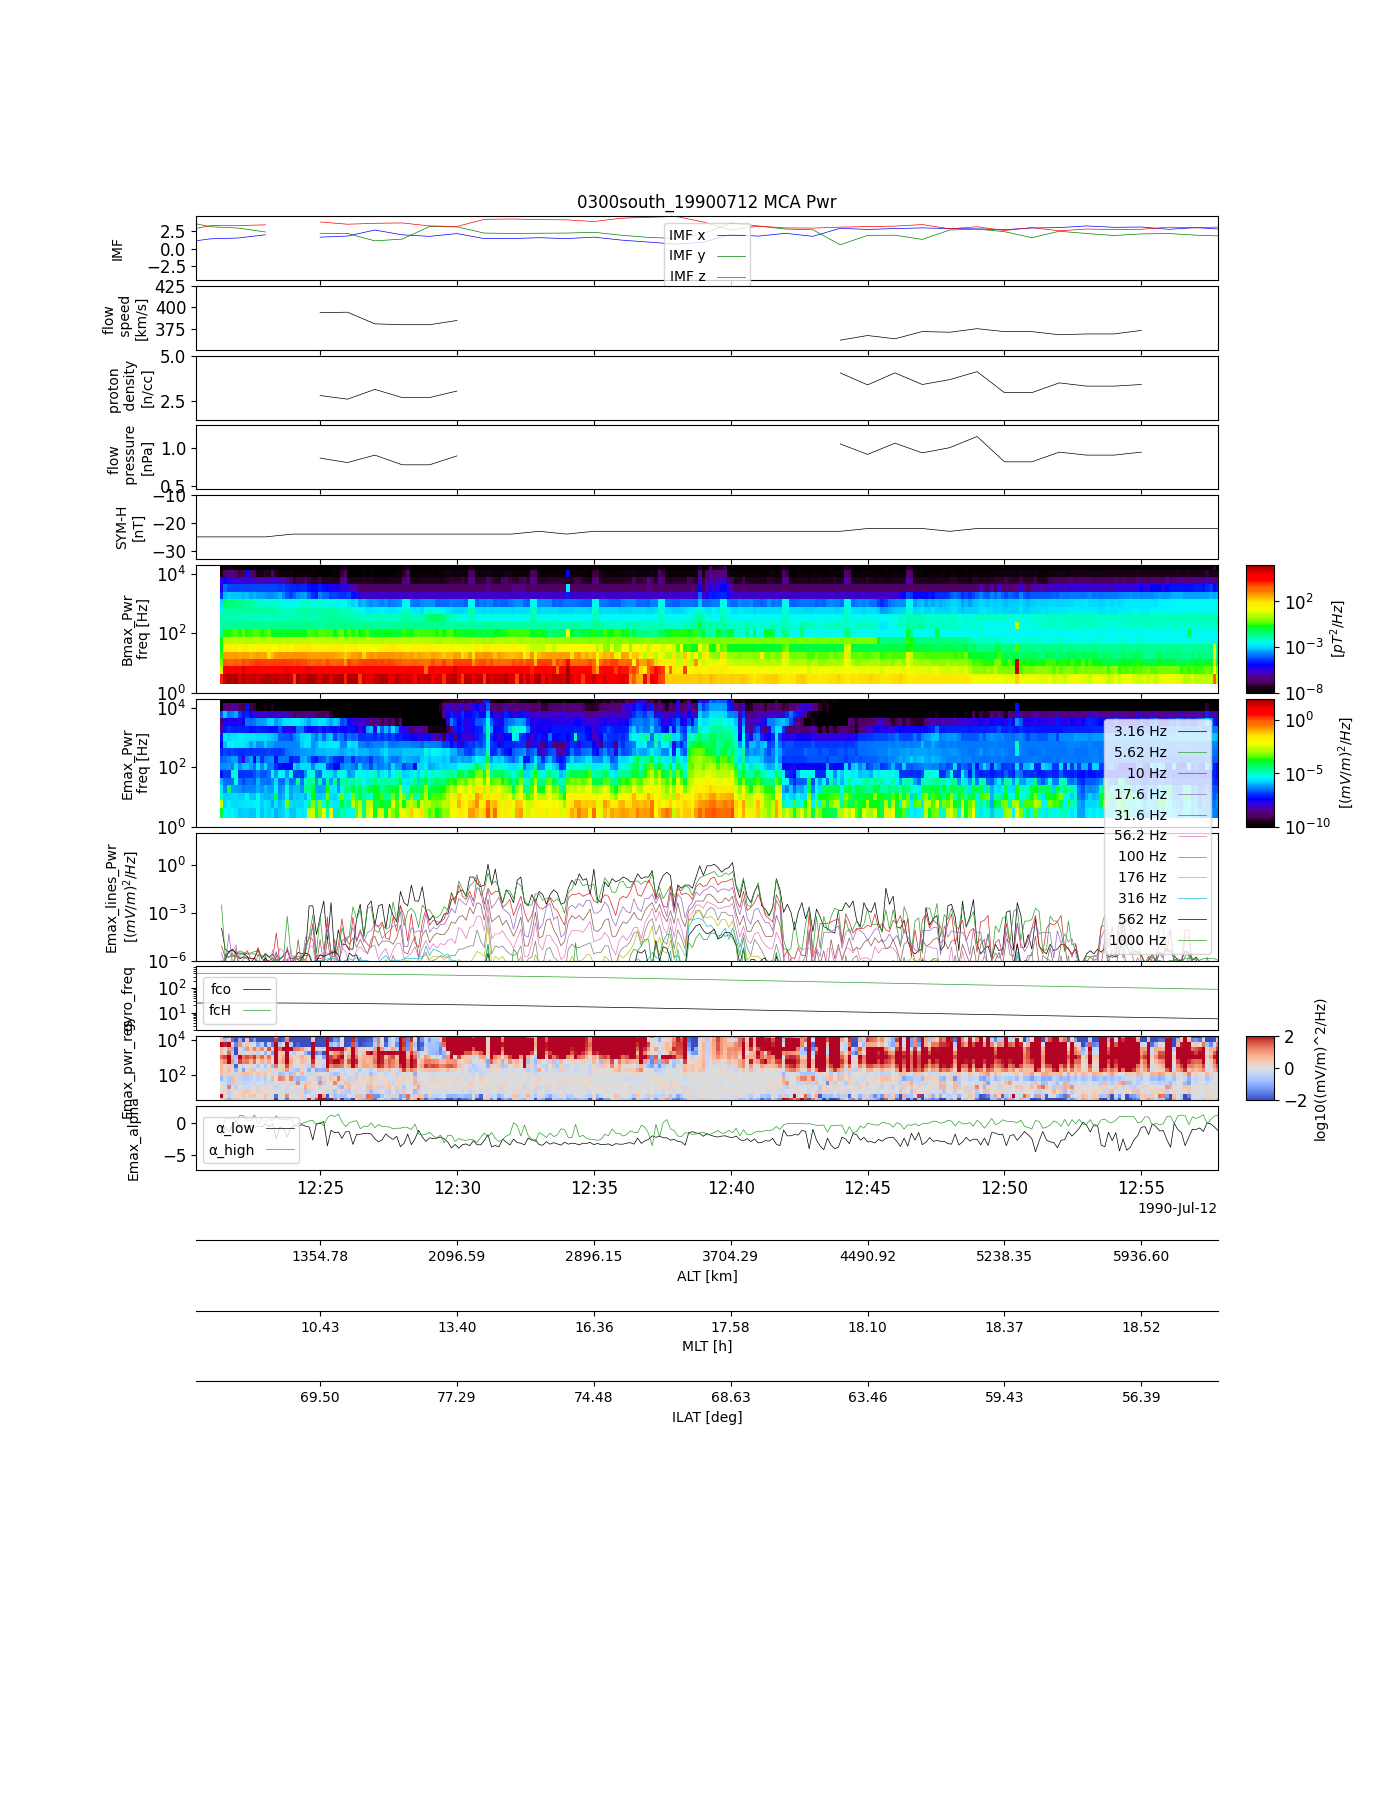 0300south_19900712 MCA Pwr
IMF
2.5
0.0
−2.5
IMF x
IMF y
IMF z
flow
speed
[km/s]
425
400
375
proton
density
[n/cc]
5.0
2.5
flow
pressure
[nPa]
1.0
0.5
SYM-H
[nT]
−10
−20
−30
Bmax_Pwr
freq [Hz]
10^4
10^2
10^0
10^2
10^-3
10^-8
[pT^2/Hz]
Emax_Pwr
freq [Hz]
10^4
10^2
10^0
10^0
10^-5
10^-10
[(mV/m)^2/Hz]
3.16 Hz
5.62 Hz
10 Hz
17.6 Hz
31.6 Hz
56.2 Hz
100 Hz
176 Hz
316 Hz
562 Hz
1000 Hz
Emax_lines_Pwr
[(mV/m)^2/Hz]
10^0
10^-3
10^-6
gyro_freq
10^2
10^1
fco
fcH
Emax_pwr_res
10^4
10^2
2
0
−2
log10((mV/m)^2/Hz)
Emax_alpha
0
−5
α_low
α_high
12:25 12:30 12:35 12:40 12:45 12:50 12:55
1990-Jul-12
1354.78 2096.59 2896.15 3704.29 4490.92 5238.35 5936.60
ALT [km]
10.43 13.40 16.36 17.58 18.10 18.37 18.52
MLT [h]
69.50 77.29 74.48 68.63 63.46 59.43 56.39
ILAT [deg]